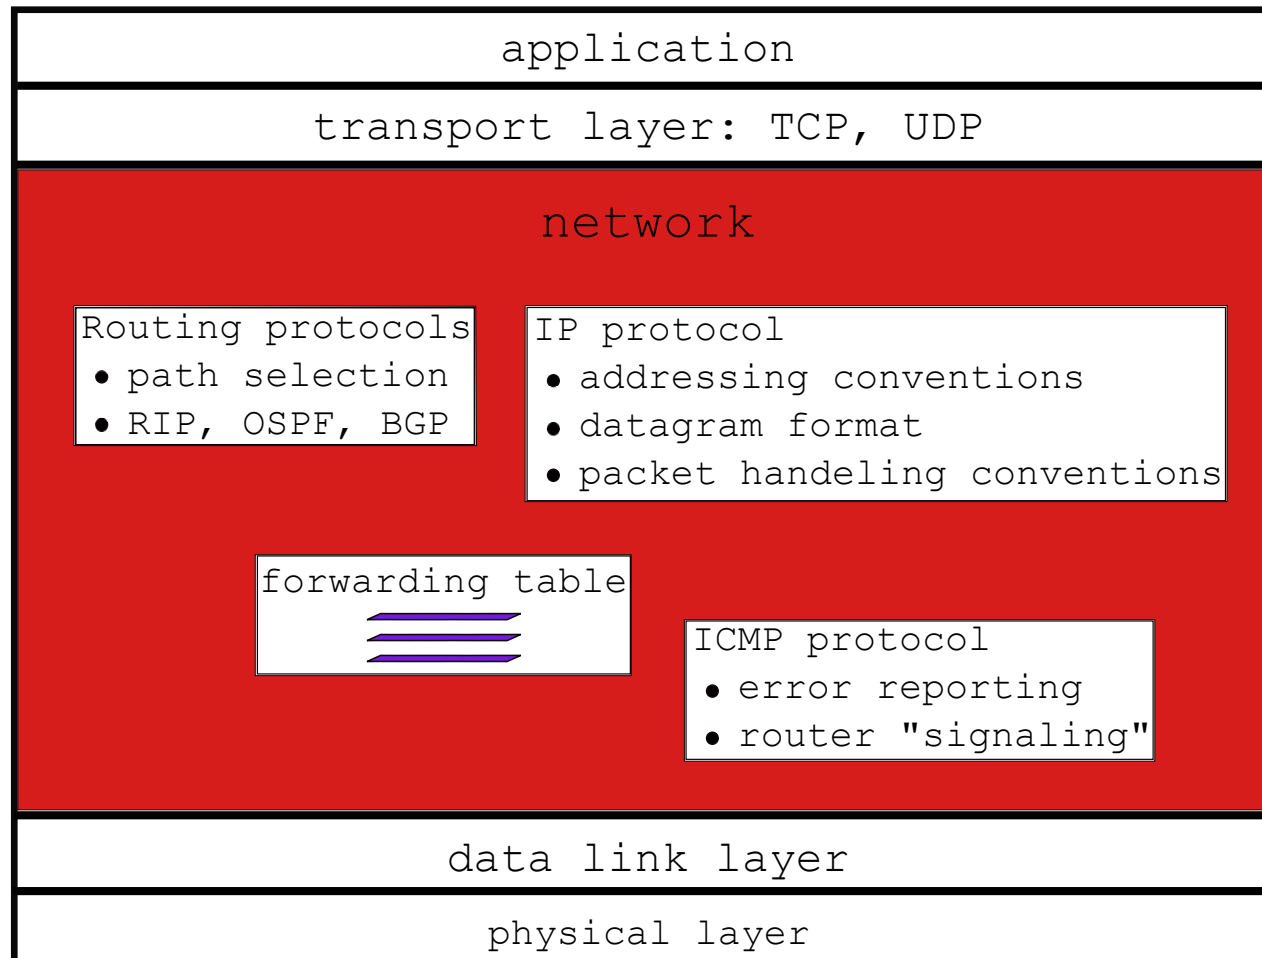 application
transport layer: TCP, UDP
network
Routing protocols
• path selection
• RIP, OSPF, BGP
IP protocol
• addressing conventions
• datagram format
• packet handeling conventions
forwarding table
ICMP protocol
• error reporting
• router "signaling"
data link layer
physical layer